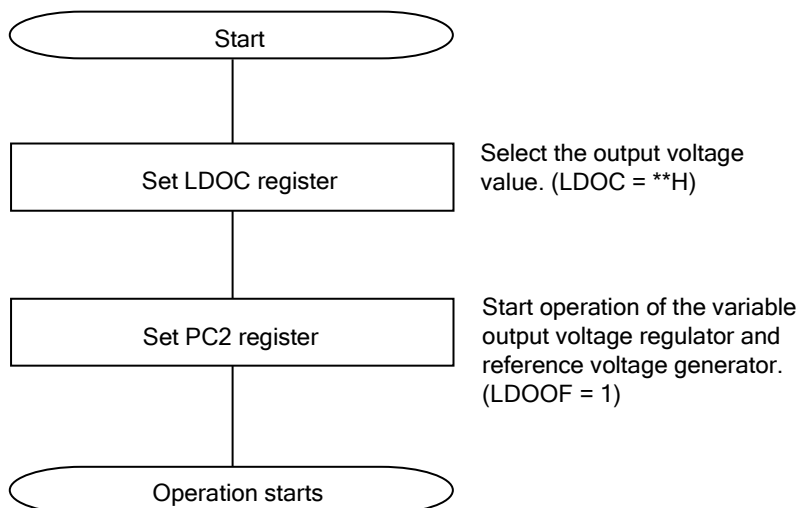 Start
Set LDOC register
Select the output voltage
value. (LDOC = **H)
Set PC2 register
Start operation of the variable
output voltage regulator and
reference voltage generator.
(LDOOF = 1)
Operation starts